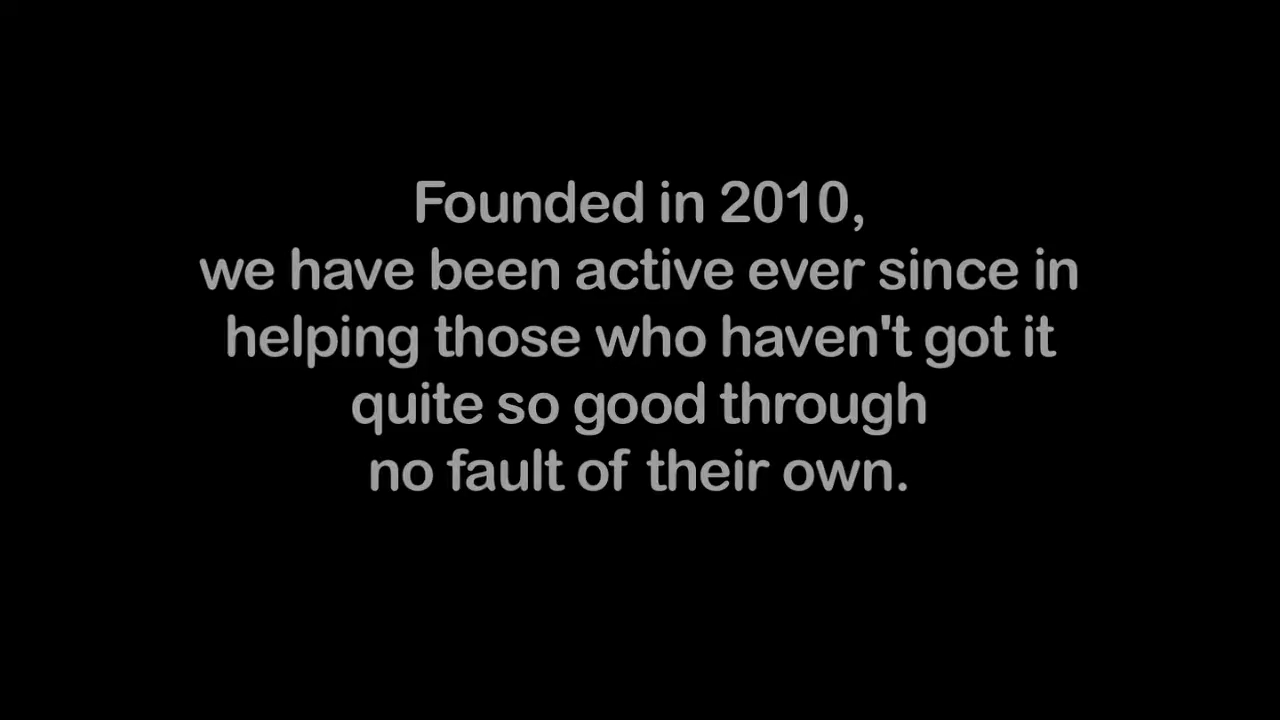 Founded in 2010,
we have been active ever since in
helping those who haven't got it
quite so good through
no fault of their own.